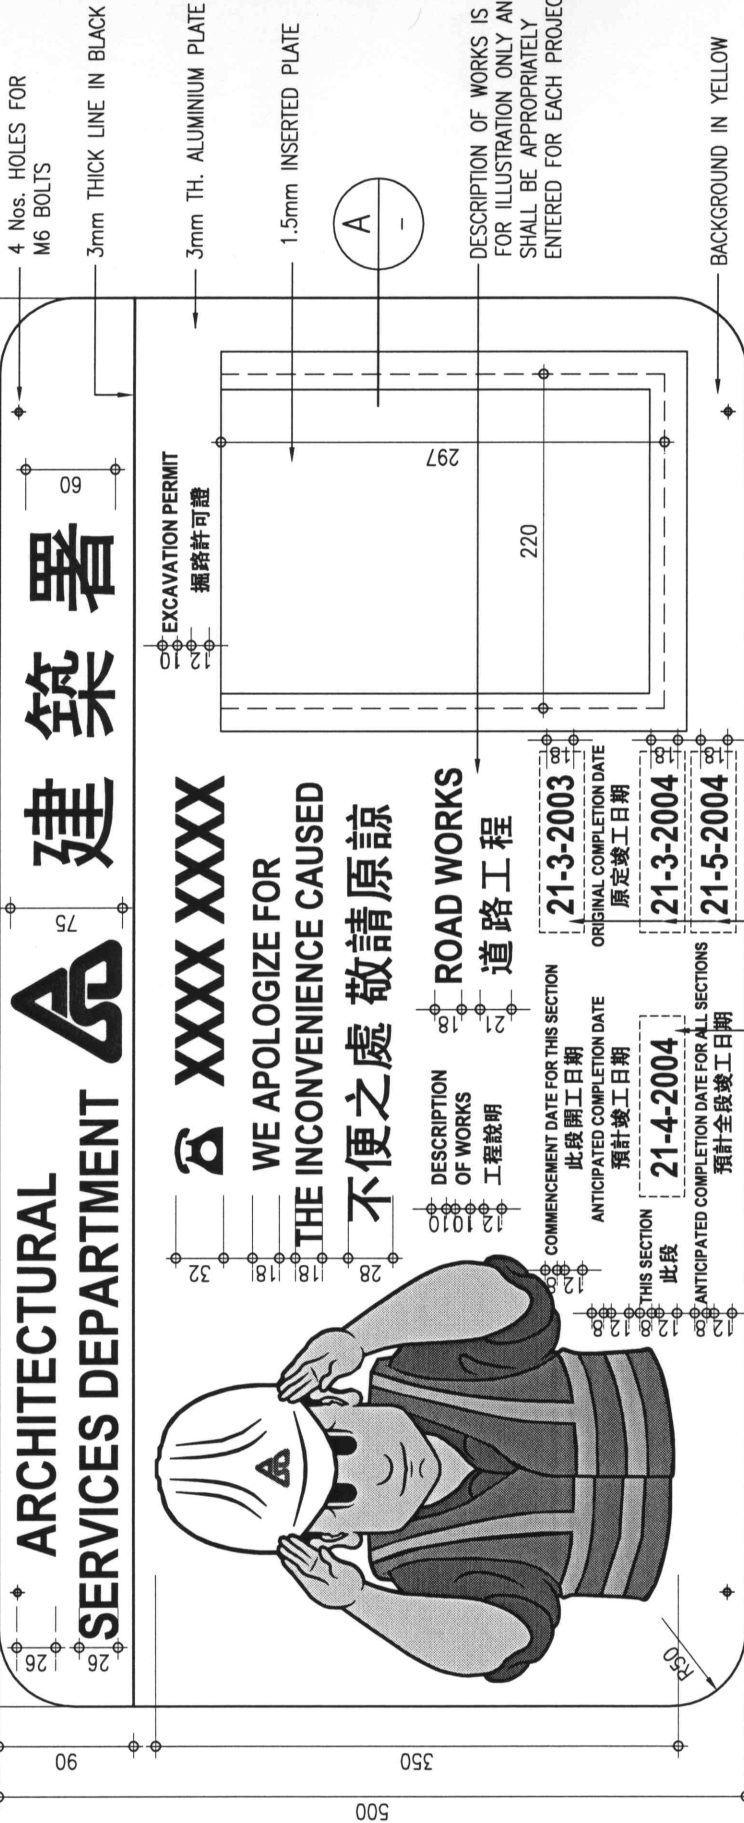 4 Nos. HOLES FOR
M6 BOLTS
3mm THICK LINE IN BLACK
3mm TH. ALUMINIUM PLATE
1.5mm INSERTED PLATE
A
-
DESCRIPTION OF WORKS IS
FOR ILLUSTRATION ONLY AN
SHALL BE APPROPRIATELY
ENTERED FOR EACH PROJEC
BACKGROUND IN YELLOW
ARCHITECTURAL
SERVICES DEPARTMENT
建築署
26
26
75
60
90
350
500
R50
XXXX XXXX
WE APOLOGIZE FOR
THE INCONVENIENCE CAUSED
不便之處 敬請原諒
32
18
18
28
EXCAVATION PERMIT
掘路許可證
12 10
12
297
220
DESCRIPTION
OF WORKS
工程說明
ROAD WORKS
道路工程
18
21
COMMENCEMENT DATE FOR THIS SECTION
此段開工日期
21-3-2003
18
ANTICIPATED COMPLETION DATE
預計竣工日期
ORIGINAL COMPLETION DATE
原定竣工日期
THIS SECTION
此段
21-4-2004
21-3-2004
18
ANTICIPATED COMPLETION DATE FOR ALL SECTIONS
預計全段竣工日期
21-5-2004
18